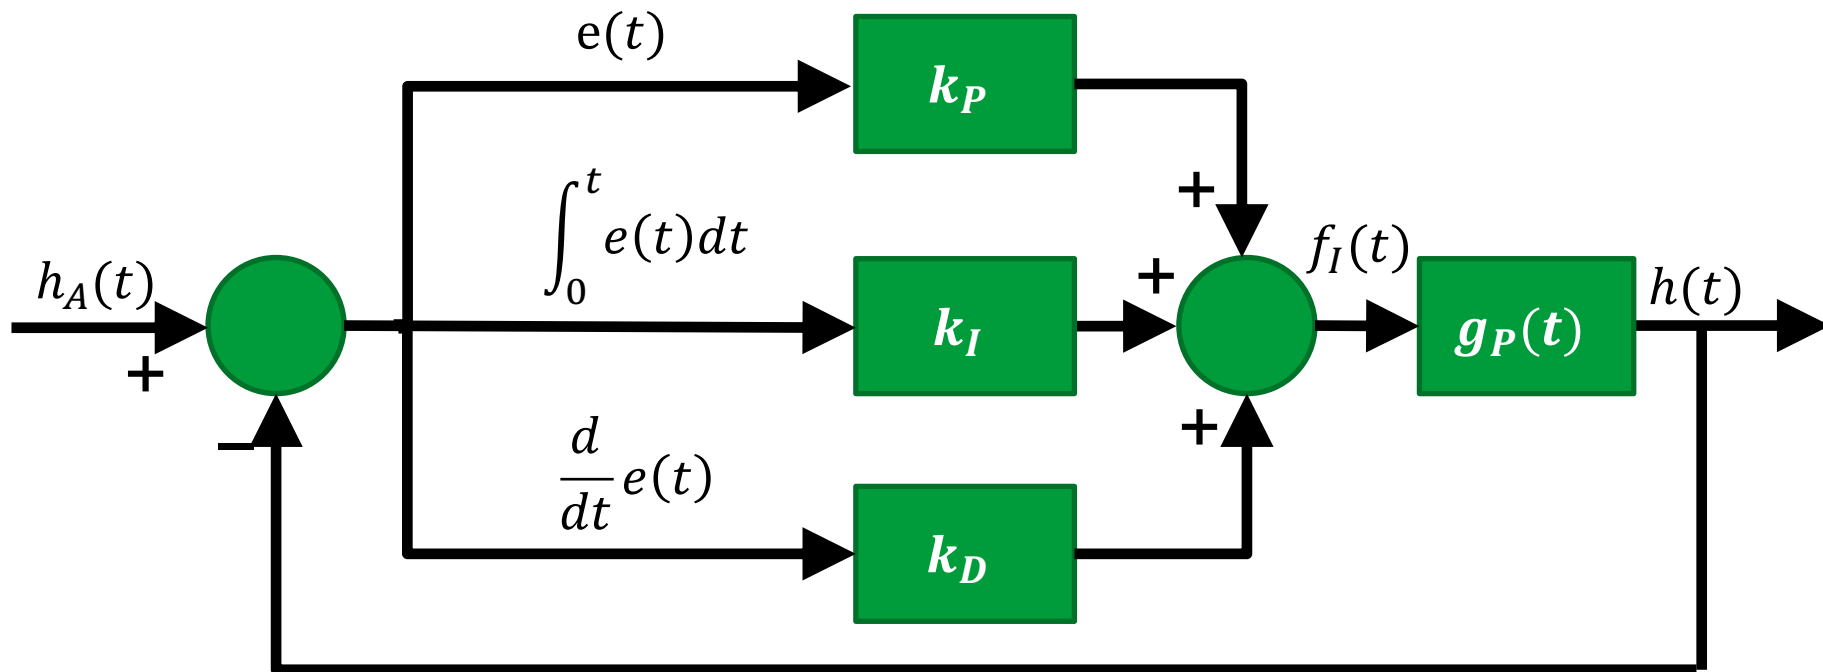 e(t)
k_P
+
∫_0^t e(t)dt
h_A(t)
+
f_I(t)
h(t)
k_I
g_P(t)
+
−
d/dt e(t)
+
k_D